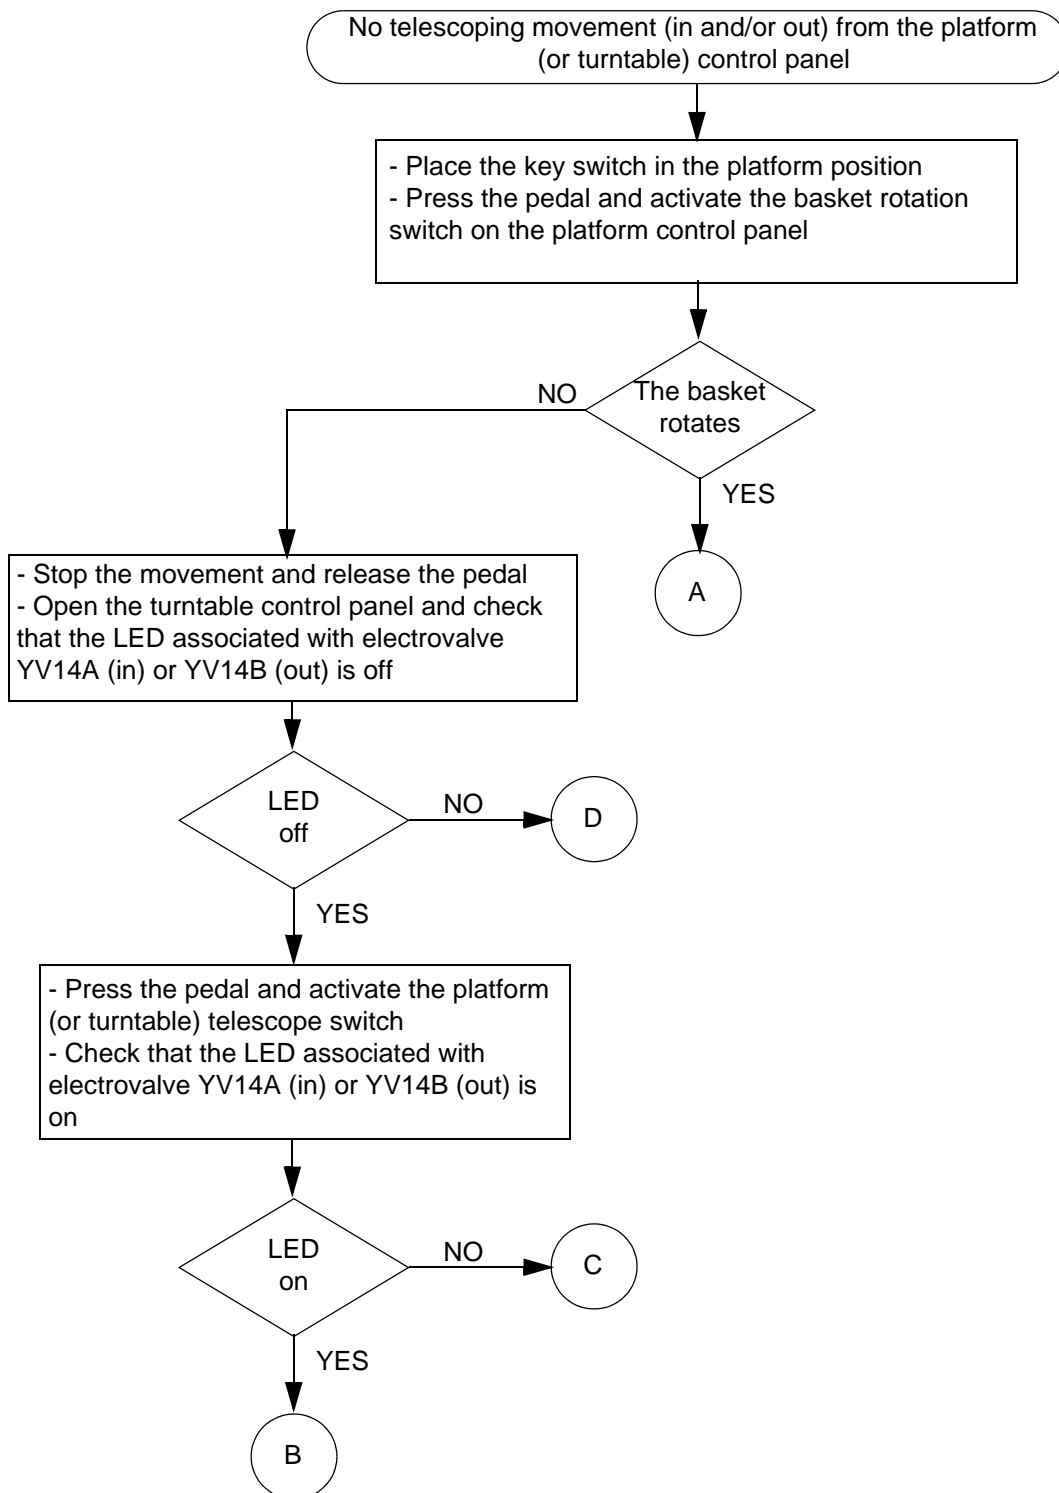 No telescoping movement (in and/or out) from the platform
(or turntable) control panel
- Place the key switch in the platform position
- Press the pedal and activate the basket rotation
switch on the platform control panel
NO
The basket
rotates
YES
A
- Stop the movement and release the pedal
- Open the turntable control panel and check
that the LED associated with electrovalve
YV14A (in) or YV14B (out) is off
LED
off
NO
D
YES
- Press the pedal and activate the platform
(or turntable) telescope switch
- Check that the LED associated with
electrovalve YV14A (in) or YV14B (out) is
on
LED
on
NO
C
YES
B